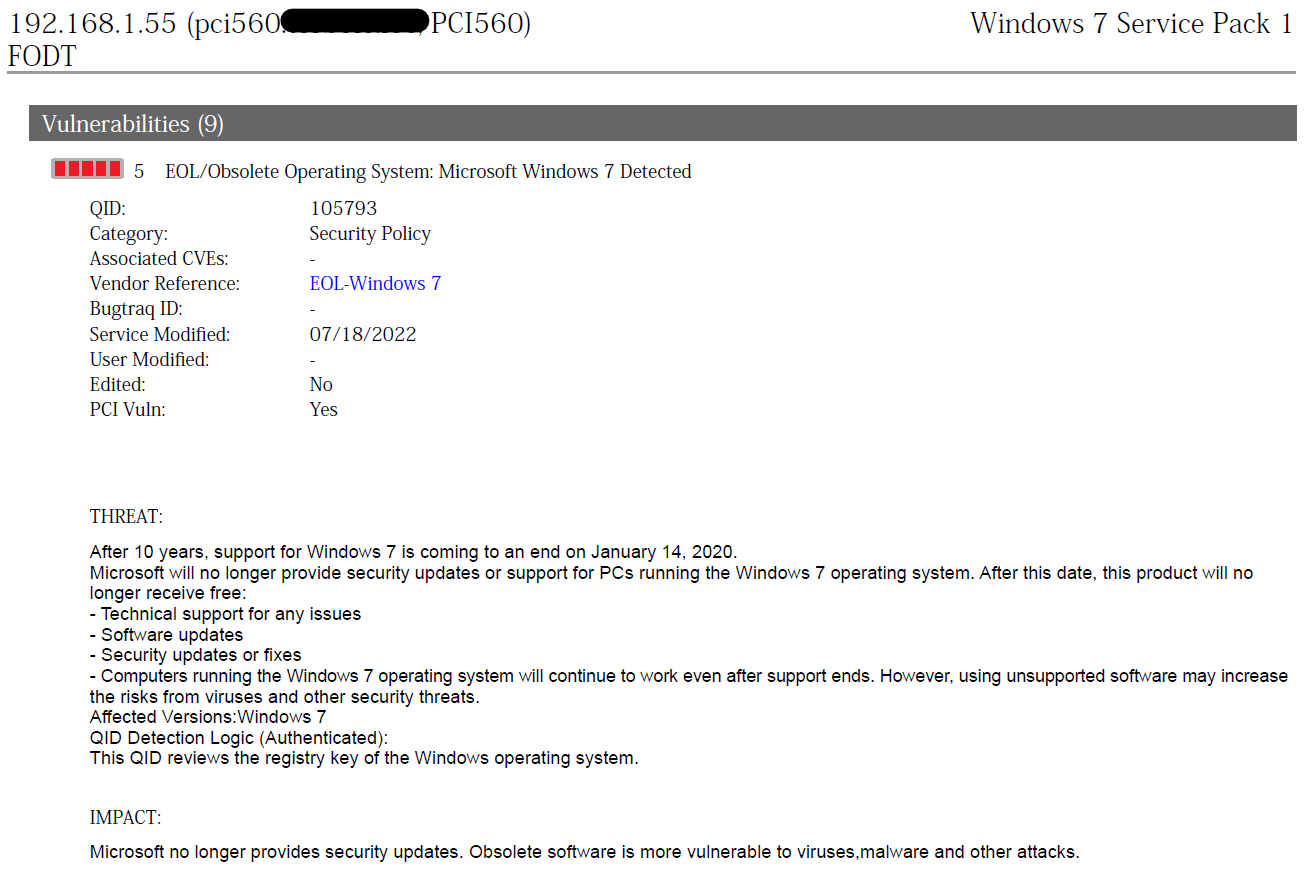 192.168.1.55 (pci560 PCI560)
Windows 7 Service Pack 1
FODT
Vulnerabilities (9)
5 EOL/Obsolete Operating System: Microsoft Windows 7 Detected
QID: 105793
Category: Security Policy
Associated CVEs: -
Vendor Reference: EOL-Windows 7
Bugtraq ID: -
Service Modified: 07/18/2022
User Modified: -
Edited: No
PCI Vuln: Yes
THREAT:
After 10 years, support for Windows 7 is coming to an end on January 14, 2020.
Microsoft will no longer provide security updates or support for PCs running the Windows 7 operating system. After this date, this product will no
longer receive free:
- Technical support for any issues
- Software updates
- Security updates or fixes
- Computers running the Windows 7 operating system will continue to work even after support ends. However, using unsupported software may increase
the risks from viruses and other security threats.
Affected Versions:Windows 7
QID Detection Logic (Authenticated):
This QID reviews the registry key of the Windows operating system.
IMPACT:
Microsoft no longer provides security updates. Obsolete software is more vulnerable to viruses,malware and other attacks.